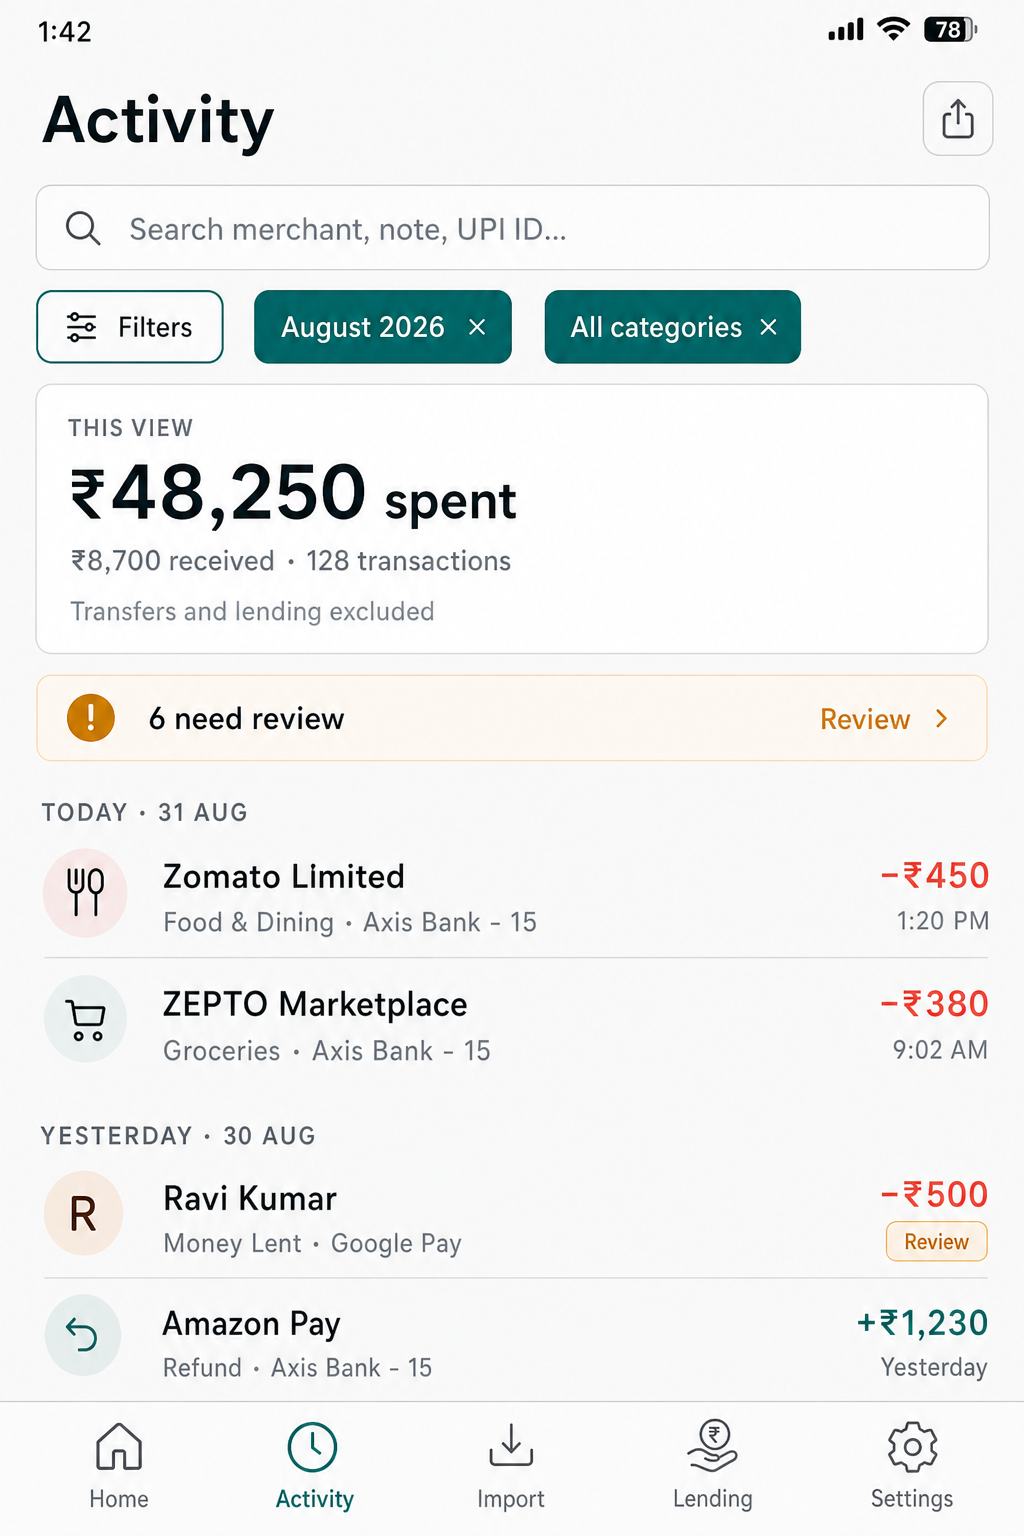 1:42
78
Activity
Search merchant, note, UPI ID...
Filters
August 2026 ×
All categories ×
THIS VIEW
₹48,250 spent
₹8,700 received • 128 transactions
Transfers and lending excluded
! 6 need review
Review >
TODAY • 31 AUG
Zomato Limited
−₹450
Food & Dining • Axis Bank - 15
1:20 PM
ZEPTO Marketplace
−₹380
Groceries • Axis Bank - 15
9:02 AM
YESTERDAY • 30 AUG
R
Ravi Kumar
−₹500
Money Lent • Google Pay
Review
Amazon Pay
+₹1,230
Refund • Axis Bank - 15
Yesterday
₹
Home
Activity
Import
Lending
Settings